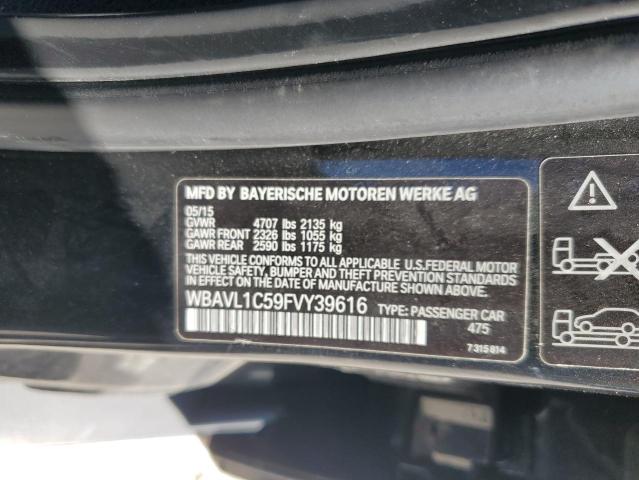 MFD BY BAYERISCHE MOTOREN WERKE AG
05/15
GVWR 4707 lbs 2135 kg
GAWR FRONT 2326 lbs 1055 kg
GAWR REAR 2590 lbs 1175 kg
THIS VEHICLE CONFORMS TO ALL APPLICABLE U.S.FEDERAL MOTOR
VEHICLE SAFETY, BUMPER, AND THEFT PREVENTION STANDARDS
IN EFFECT ON THE DATE OF MANUFACTURE SHOWN ABOVE.
WBAVL1C59FVY39616 TYPE: PASSENGER CAR
475
7 315 814